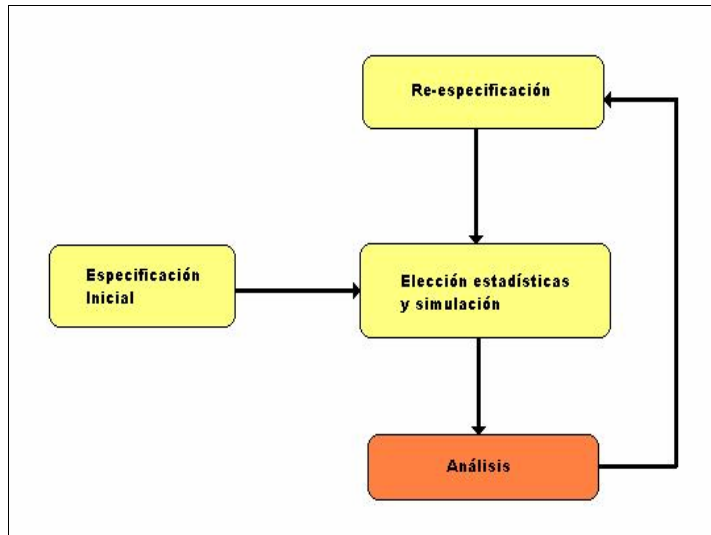 Re-especificación
Especificación
Inicial
Elección estadísticas
y simulación
Análisis